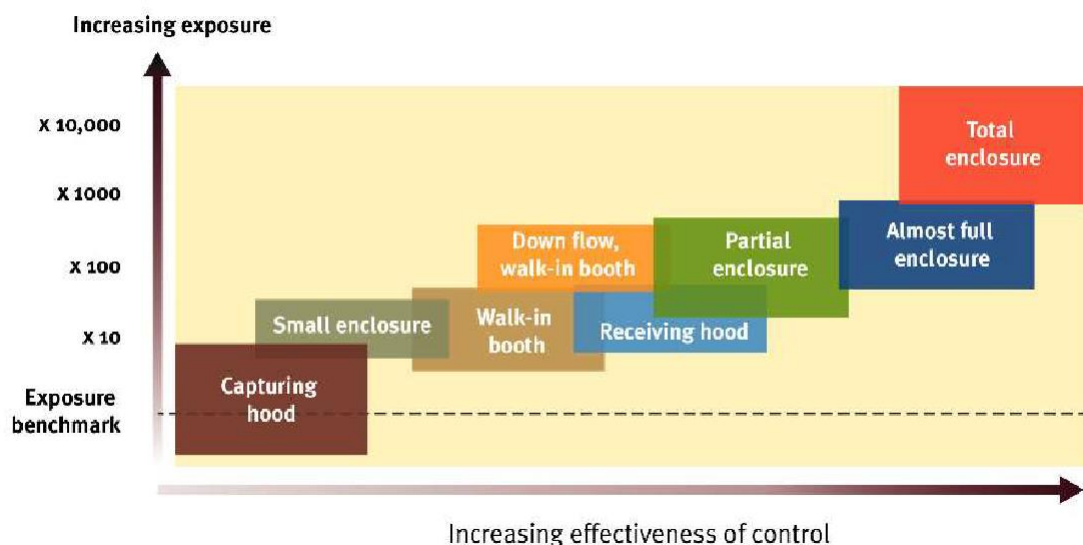 Increasing exposure
X 10,000
Total
enclosure
X 1000
Almost full
enclosure
Down flow,
walk-in booth
Partial
enclosure
X 100
Small enclosure
Walk-in
booth
Receiving hood
X 10
Capturing
hood
Exposure
benchmark
Increasing effectiveness of control